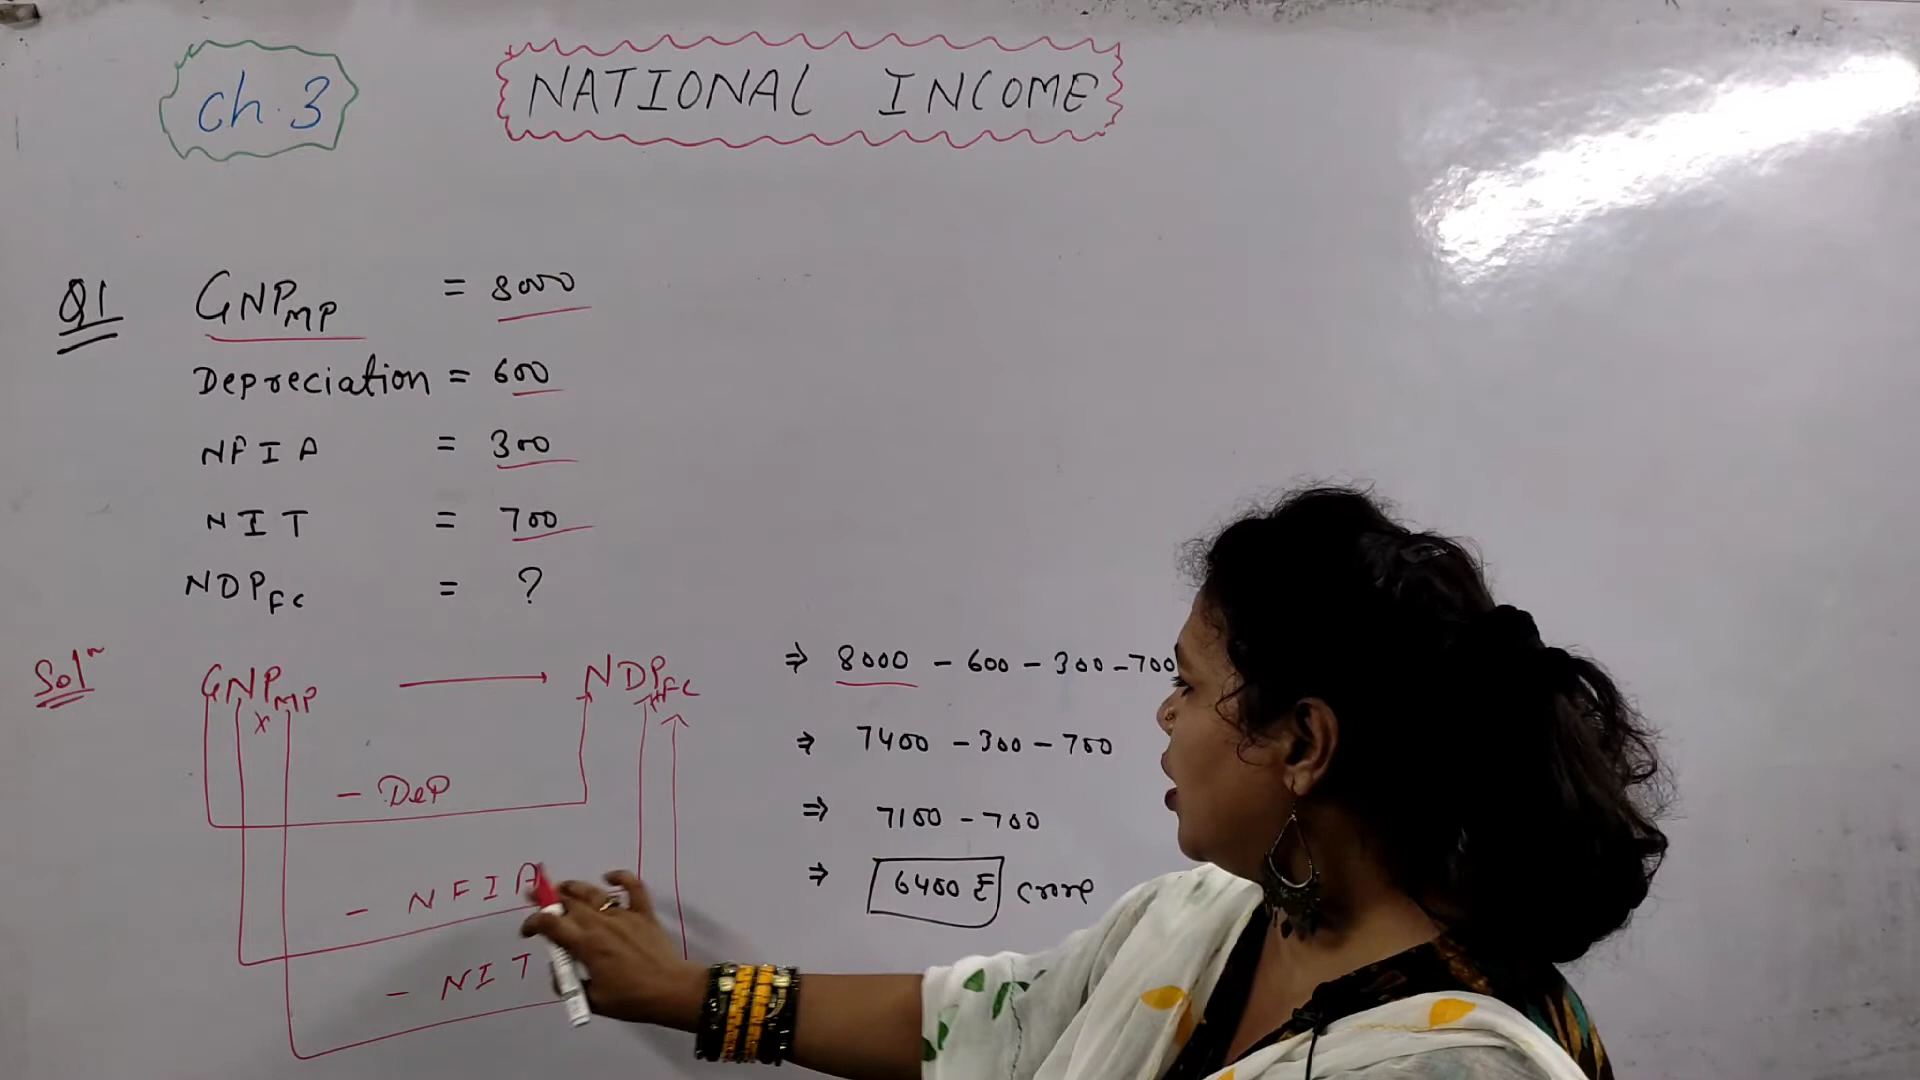 ch. 3
NATIONAL INCOME
Q1 GNPMP = 8000
Depreciation = 600
NFIA = 300
NIT = 700
NDPFC = ?
Solⁿ GNPMP → NDPFC
x
- Dep
- NFIA
- NIT
⇒ 8000 - 600 - 300 - 700
⇒ 7400 - 300 - 700
⇒ 7100 - 700
⇒ 6400 ₹ crore